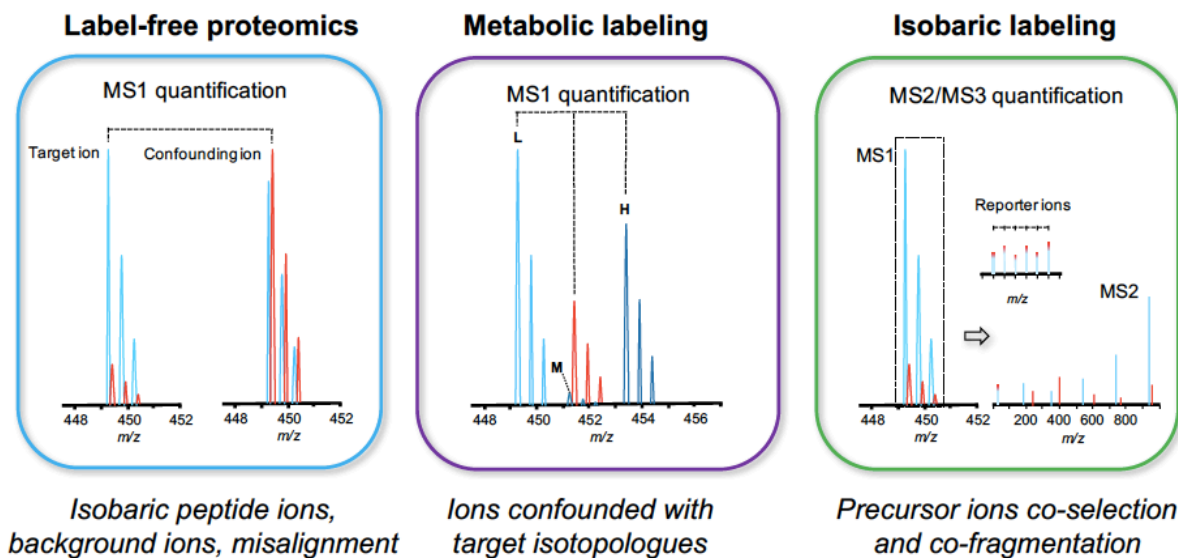 Label-free proteomics
MS1 quantification
Target ion
Confounding ion
448 450 452
m/z
448 450 452
m/z
Isobaric peptide ions,
background ions, misalignment
Metabolic labeling
MS1 quantification
L
M
H
448 450 452 454 456
m/z
Ions confounded with
target isotopologues
Isobaric labeling
MS2/MS3 quantification
MS1
Reporter ions
m/z
MS2
448 450 452
m/z
200 400 600 800
m/z
Precursor ions co-selection
and co-fragmentation